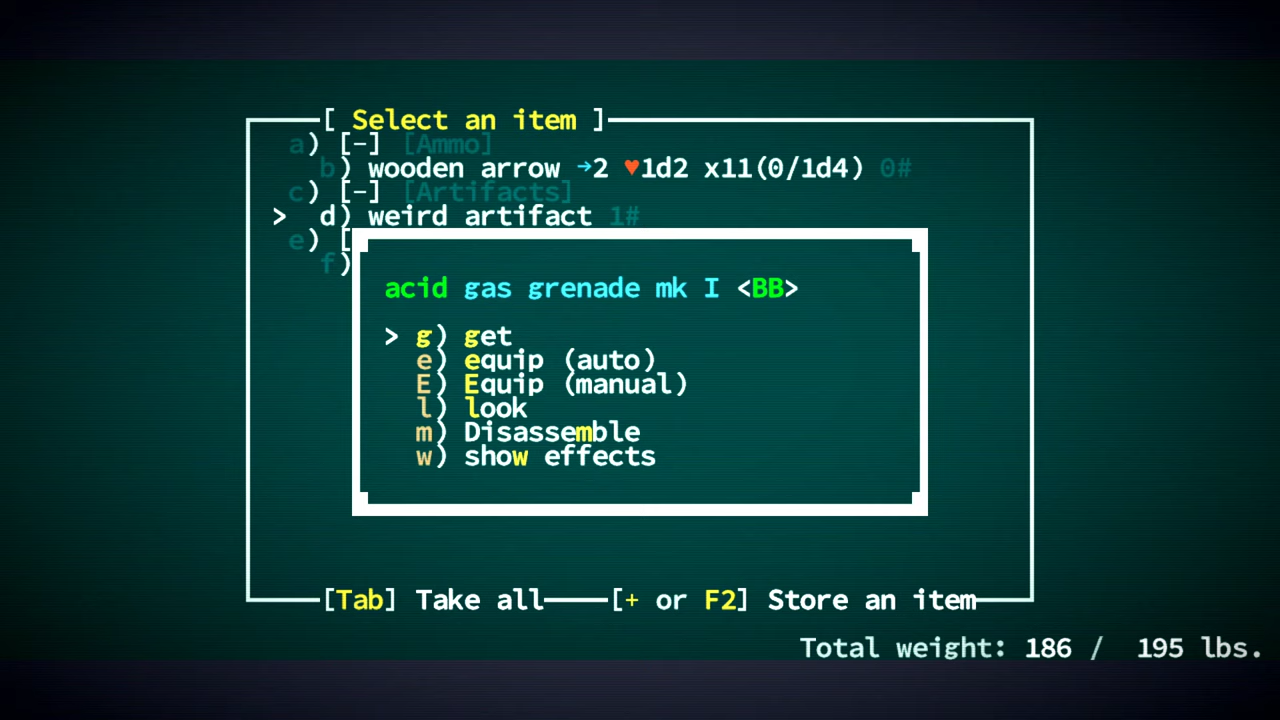 [ Select an item ]
a) [-] [Ammo]
b) wooden arrow →2 ♥1d2 x11(0/1d4) 0#
c) [-] [Artifacts]
> d) weird artifact 1#
e) [
f)
acid gas grenade mk I <BB>
> g) get
e) equip (auto)
E) Equip (manual)
l) look
m) Disassemble
w) show effects
[Tab] Take all [+ or F2] Store an item
Total weight: 186 / 195 lbs.